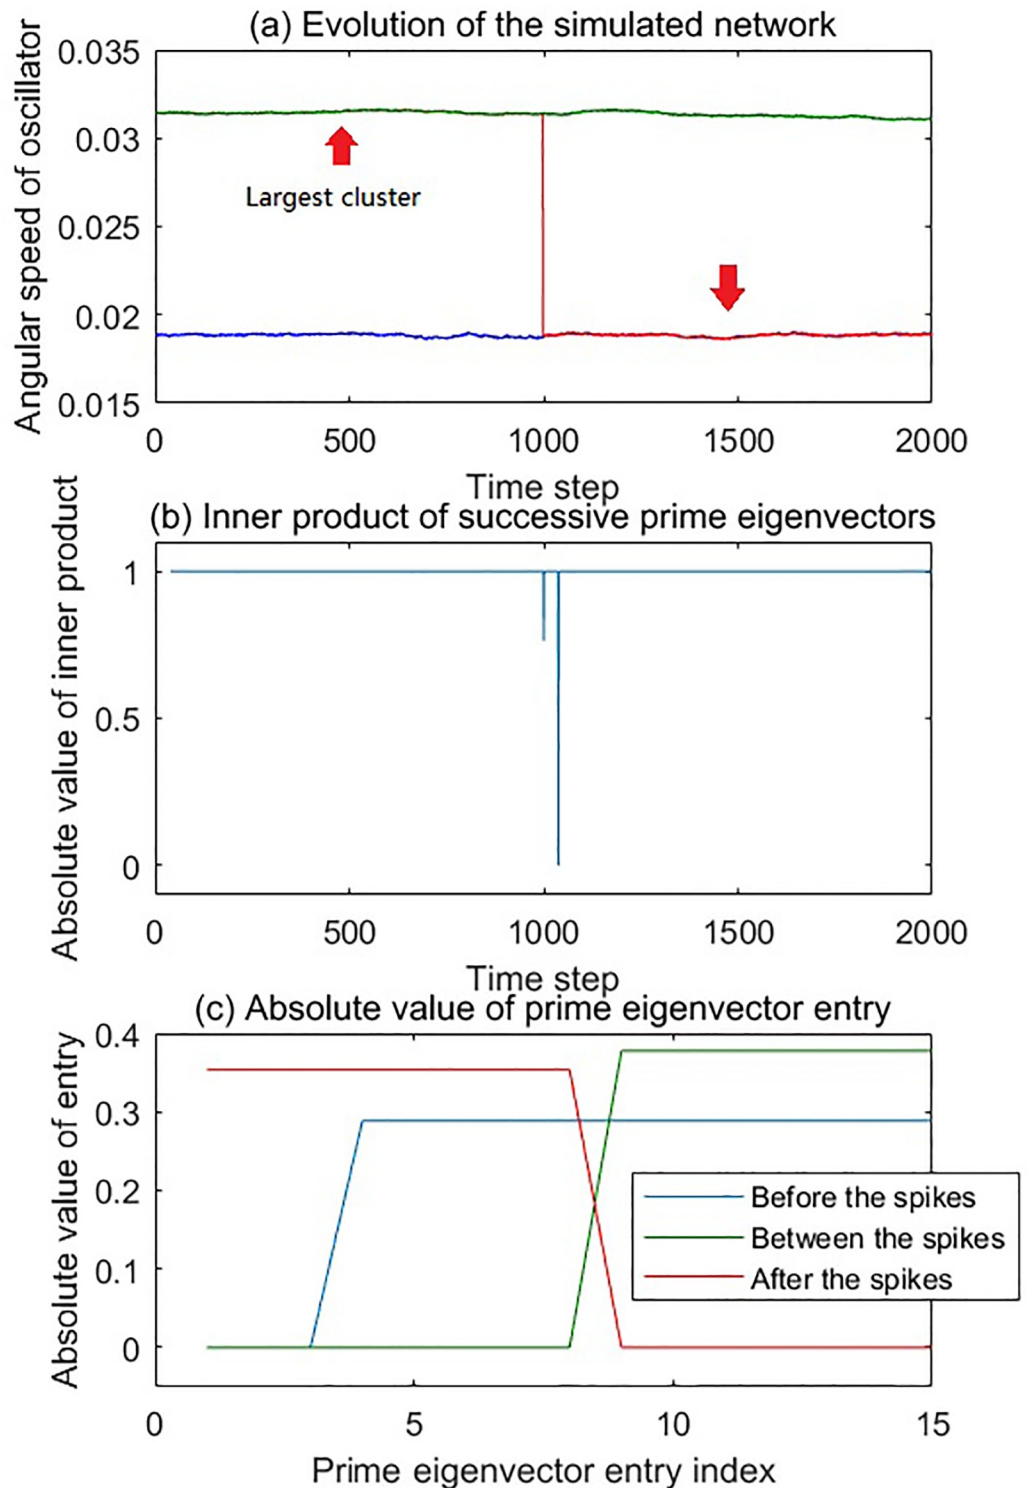 (a) Evolution of the simulated network
Angular speed of oscillator
0.035
0.03
0.025
0.02
0.015
Largest cluster
0 500 1000 1500 2000
Time step
(b) Inner product of successive prime eigenvectors
Absolute value of inner product
1
0.5
0
0 500 1000 1500 2000
Time step
(c) Absolute value of prime eigenvector entry
Absolute value of entry
0.4
0.3
0.2
0.1
0
Before the spikes
Between the spikes
After the spikes
0 5 10 15
Prime eigenvector entry index